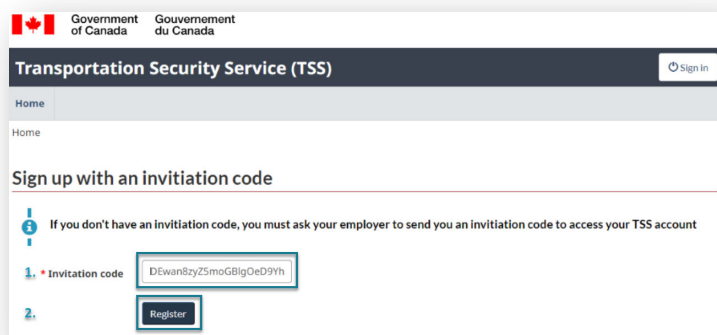 Government Gouvernement
of Canada du Canada
Transportation Security Service (TSS)
Sign in
Home
Home
Sign up with an invitiation code
If you don't have an invitiation code, you must ask your employer to send you an invitiation code to access your TSS account
1. * Invitation code DEwan8zyZ5moGBlgOeD9Yh
2. Register